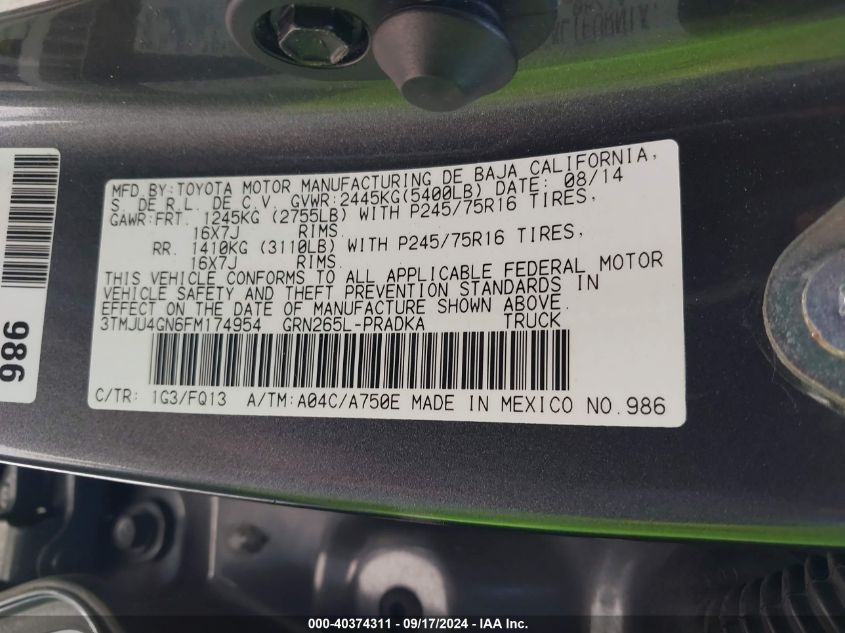 MFD BY:TOYOTA MOTOR MANUFACTURING DE BAJA CALIFORNIA,
S. DE R.L. DE C.V. GVWR:2445KG(5400LB) DATE: 08/14
GAWR:FRT. 1245KG (2755LB) WITH P245/75R16 TIRES,
16X7J RIMS.
RR. 1410KG (3110LB) WITH P245/75R16 TIRES,
16X7J RIMS.
THIS VEHICLE CONFORMS TO ALL APPLICABLE FEDERAL MOTOR
VEHICLE SAFETY AND THEFT PREVENTION STANDARDS IN
EFFECT ON THE DATE OF MANUFACTURE SHOWN ABOVE.
3TMJU4GN6FM174954 GRN265L-PRADKA TRUCK
C/TR: 1G3/FQ13 A/TM:A04C/A750E MADE IN MEXICO NO.986
986
000-40374311 - 09/17/2024 - IAA Inc.